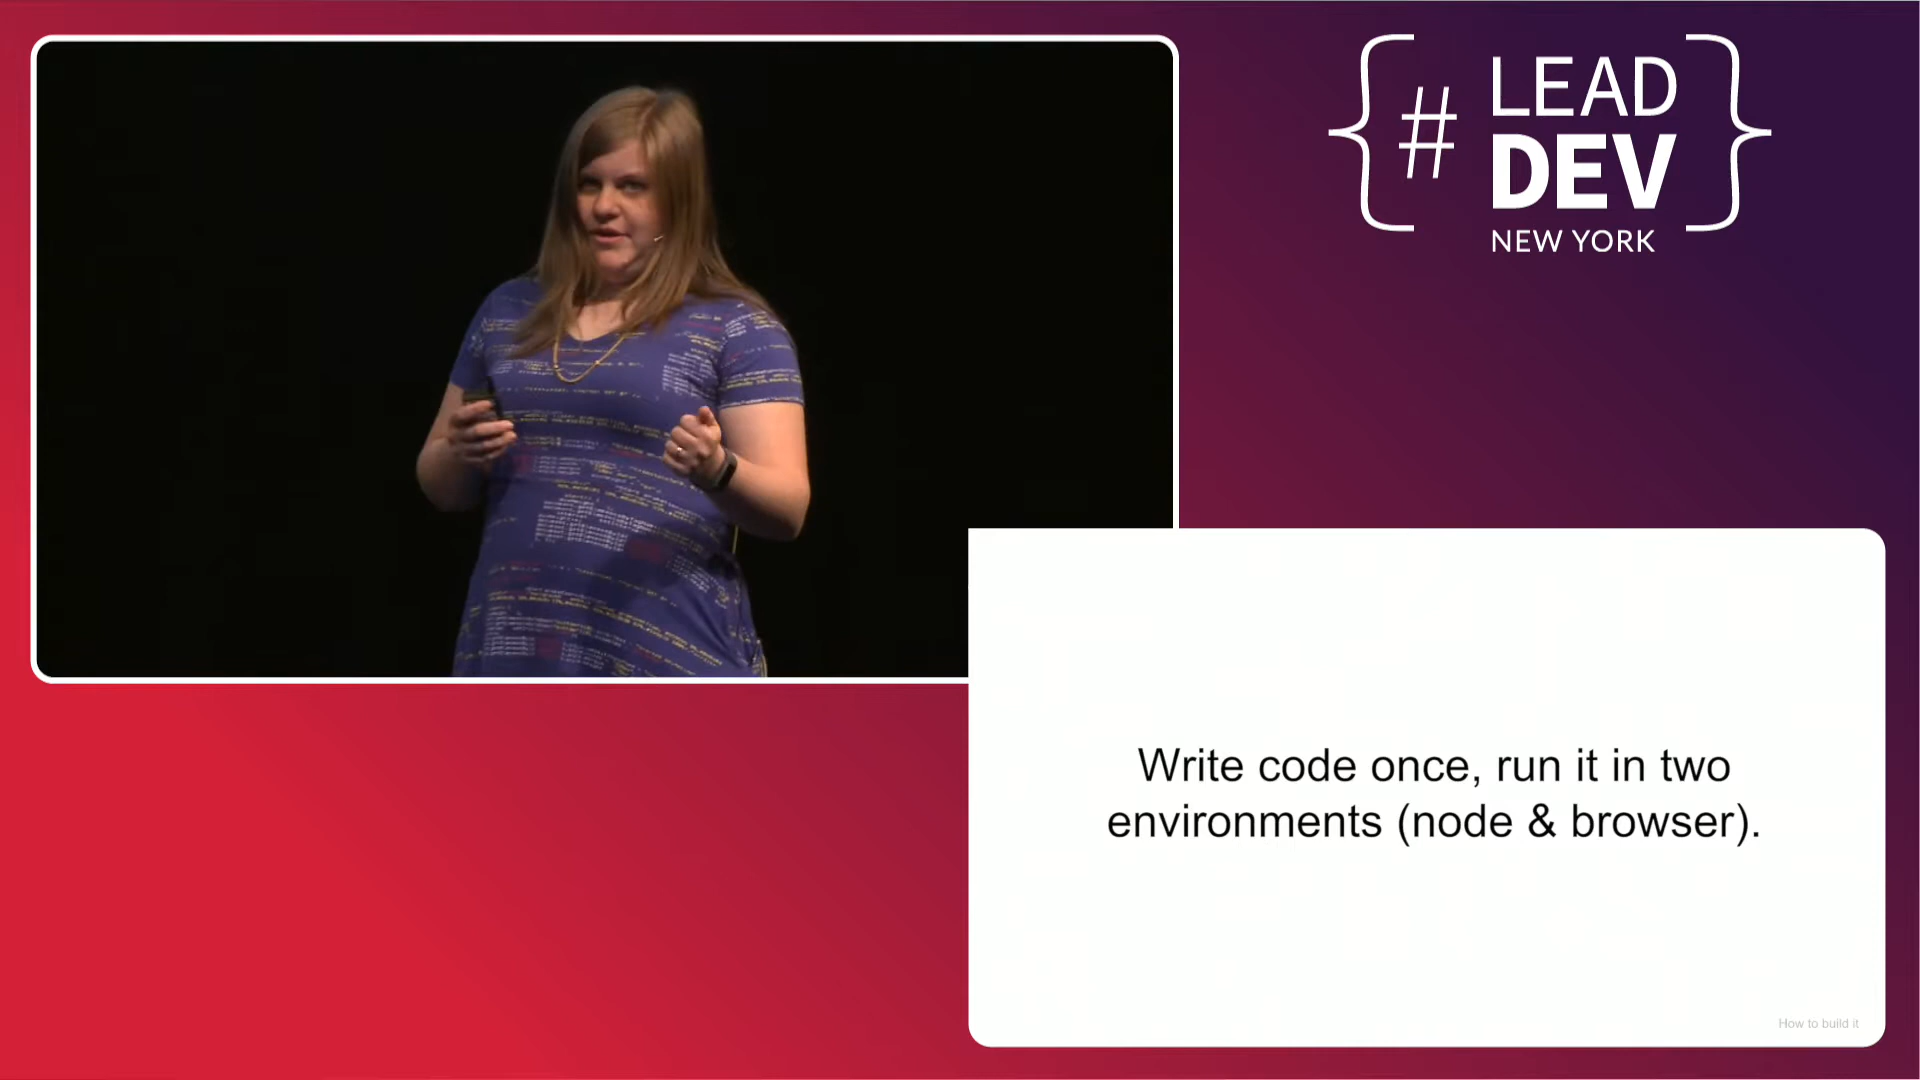 # LEAD
DEV
NEW YORK
Write code once, run it in two
environments (node & browser).
How to build it